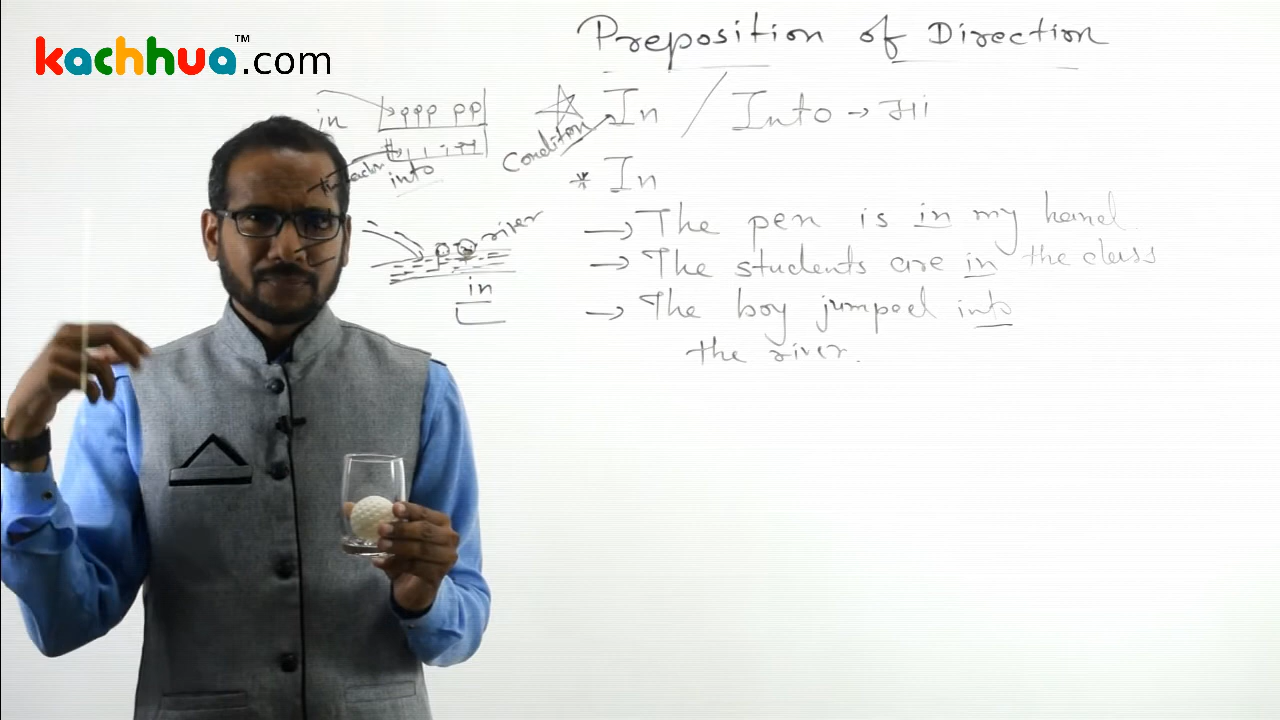 kachhua™.com
Preposition of Direction
in
Condition
In / Into →
into
* In
river
→ The pen is in my hand
→ The students are in the class
in
→ The boy jumped into
the river.